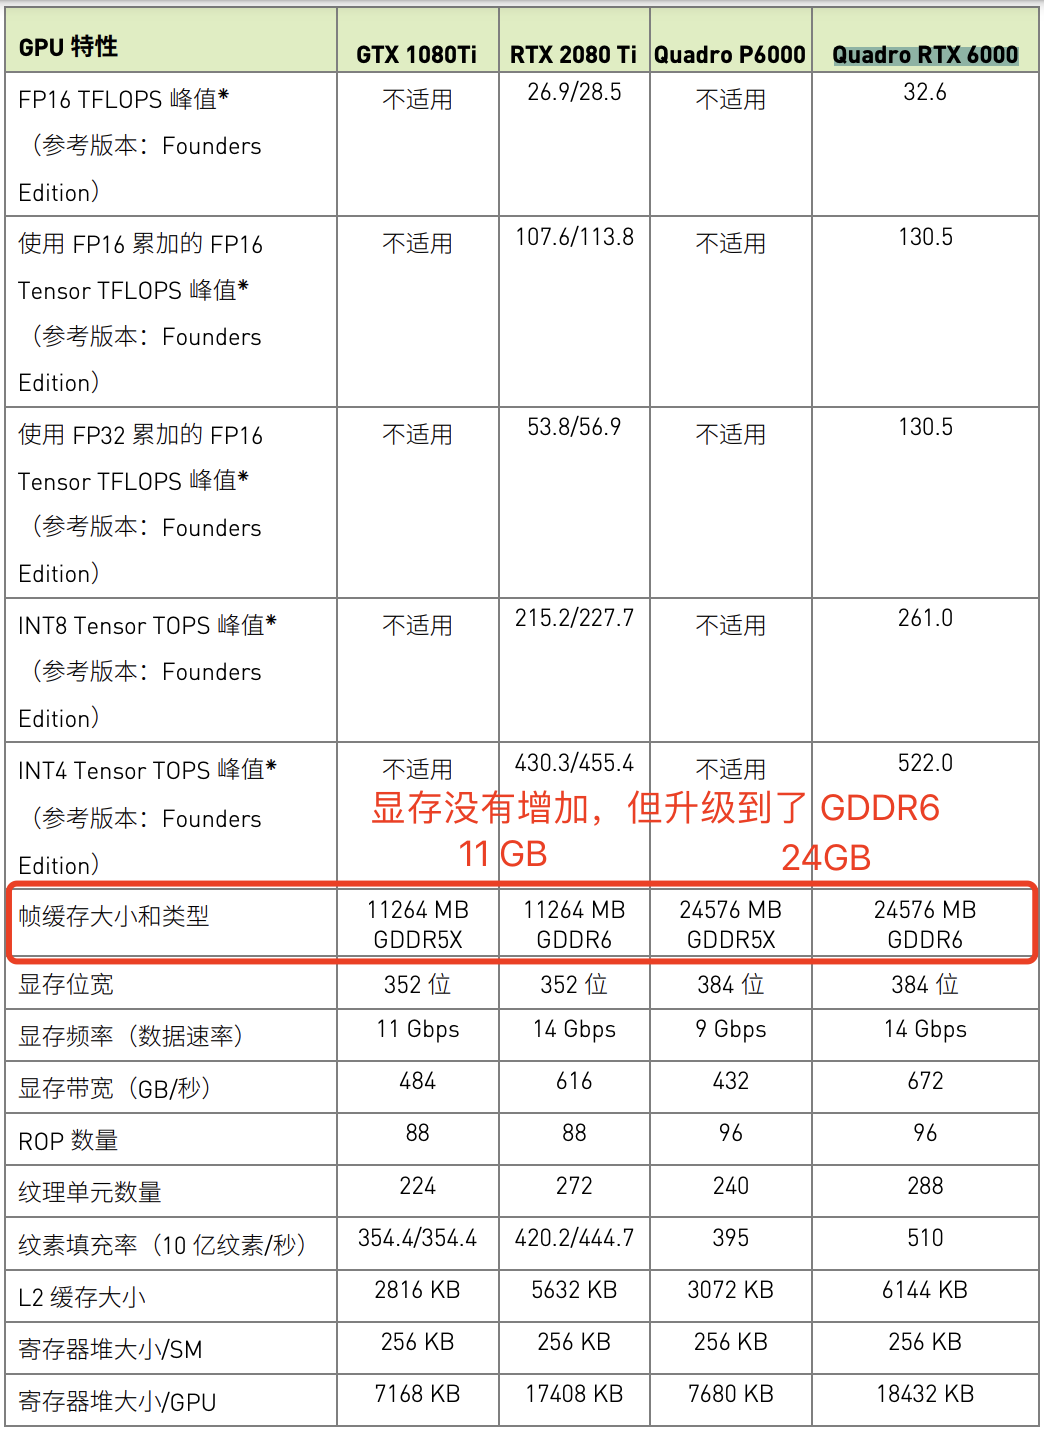 GPU 特性 GTX 1080Ti RTX 2080 Ti Quadro P6000 Quadro RTX 6000
FP16 TFLOPS 峰值* 不适用 26.9/28.5 不适用 32.6
（参考版本：Founders
Edition）
使用 FP16 累加的 FP16 不适用 107.6/113.8 不适用 130.5
Tensor TFLOPS 峰值*
（参考版本：Founders
Edition）
使用 FP32 累加的 FP16 不适用 53.8/56.9 不适用 130.5
Tensor TFLOPS 峰值*
（参考版本：Founders
Edition）
INT8 Tensor TOPS 峰值* 不适用 215.2/227.7 不适用 261.0
（参考版本：Founders
Edition）
INT4 Tensor TOPS 峰值* 不适用 430.3/455.4 不适用 522.0
（参考版本：Founders
Edition）
显存没有增加，但升级到了 GDDR6
11 GB 24GB
帧缓存大小和类型 11264 MB 11264 MB 24576 MB 24576 MB
GDDR5X GDDR6 GDDR5X GDDR6
显存位宽 352 位 352 位 384 位 384 位
显存频率（数据速率） 11 Gbps 14 Gbps 9 Gbps 14 Gbps
显存带宽（GB/秒） 484 616 432 672
ROP 数量 88 88 96 96
纹理单元数量 224 272 240 288
纹素填充率（10 亿纹素/秒） 354.4/354.4 420.2/444.7 395 510
L2 缓存大小 2816 KB 5632 KB 3072 KB 6144 KB
寄存器堆大小/SM 256 KB 256 KB 256 KB 256 KB
寄存器堆大小/GPU 7168 KB 17408 KB 7680 KB 18432 KB